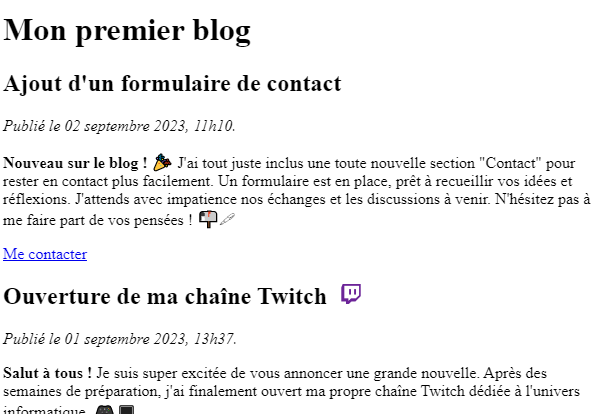 Mon premier blog
Ajout d'un formulaire de contact
Publié le 02 septembre 2023, 11h10.
Nouveau sur le blog ! 🎉 J'ai tout juste inclus une toute nouvelle section "Contact" pour
rester en contact plus facilement. Un formulaire est en place, prêt à recueillir vos idées et
réflexions. J'attends avec impatience nos échanges et les discussions à venir. N'hésitez pas à
me faire part de vos pensées ! 📬🖋
Me contacter
Ouverture de ma chaîne Twitch
Publié le 01 septembre 2023, 13h37.
Salut à tous ! Je suis super excitée de vous annoncer une grande nouvelle. Après des
semaines de préparation, j'ai finalement ouvert ma propre chaîne Twitch dédiée à l'univers
informatique. 🎮